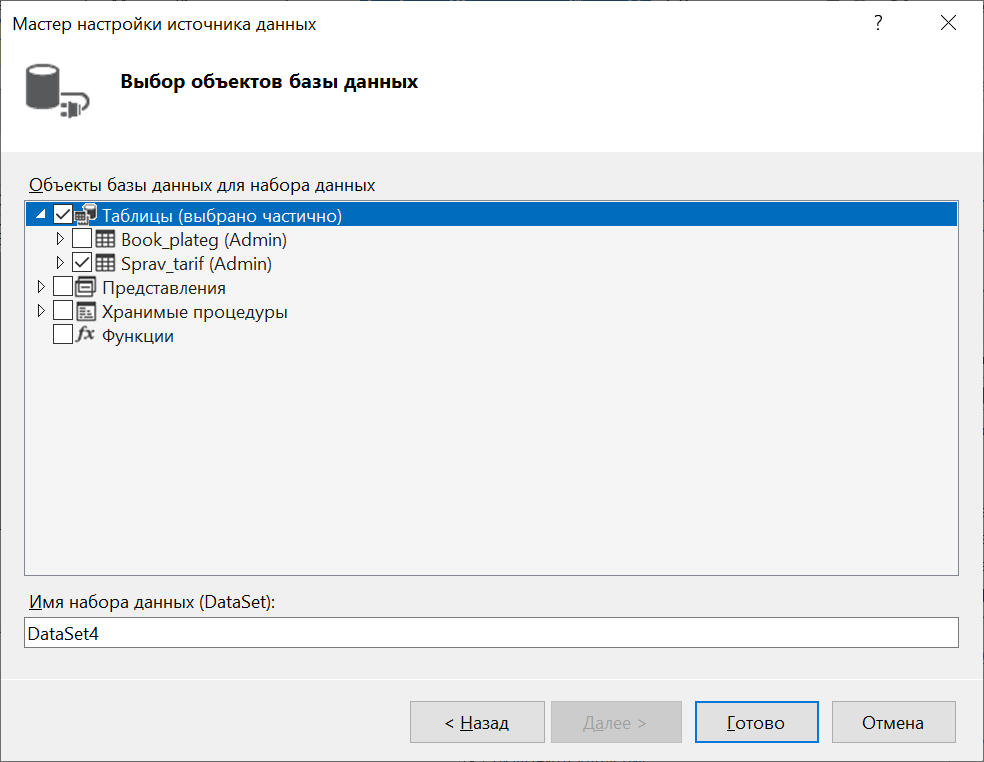 Мастер настройки источника данных
?
Выбор объектов базы данных
Объекты базы данных для набора данных
Таблицы (выбрано частично)
Book_plateg (Admin)
Sprav_tarif (Admin)
Представления
Хранимые процедуры
fx Функции
Имя набора данных (DataSet):
DataSet4
< Назад Далее > Готово Отмена